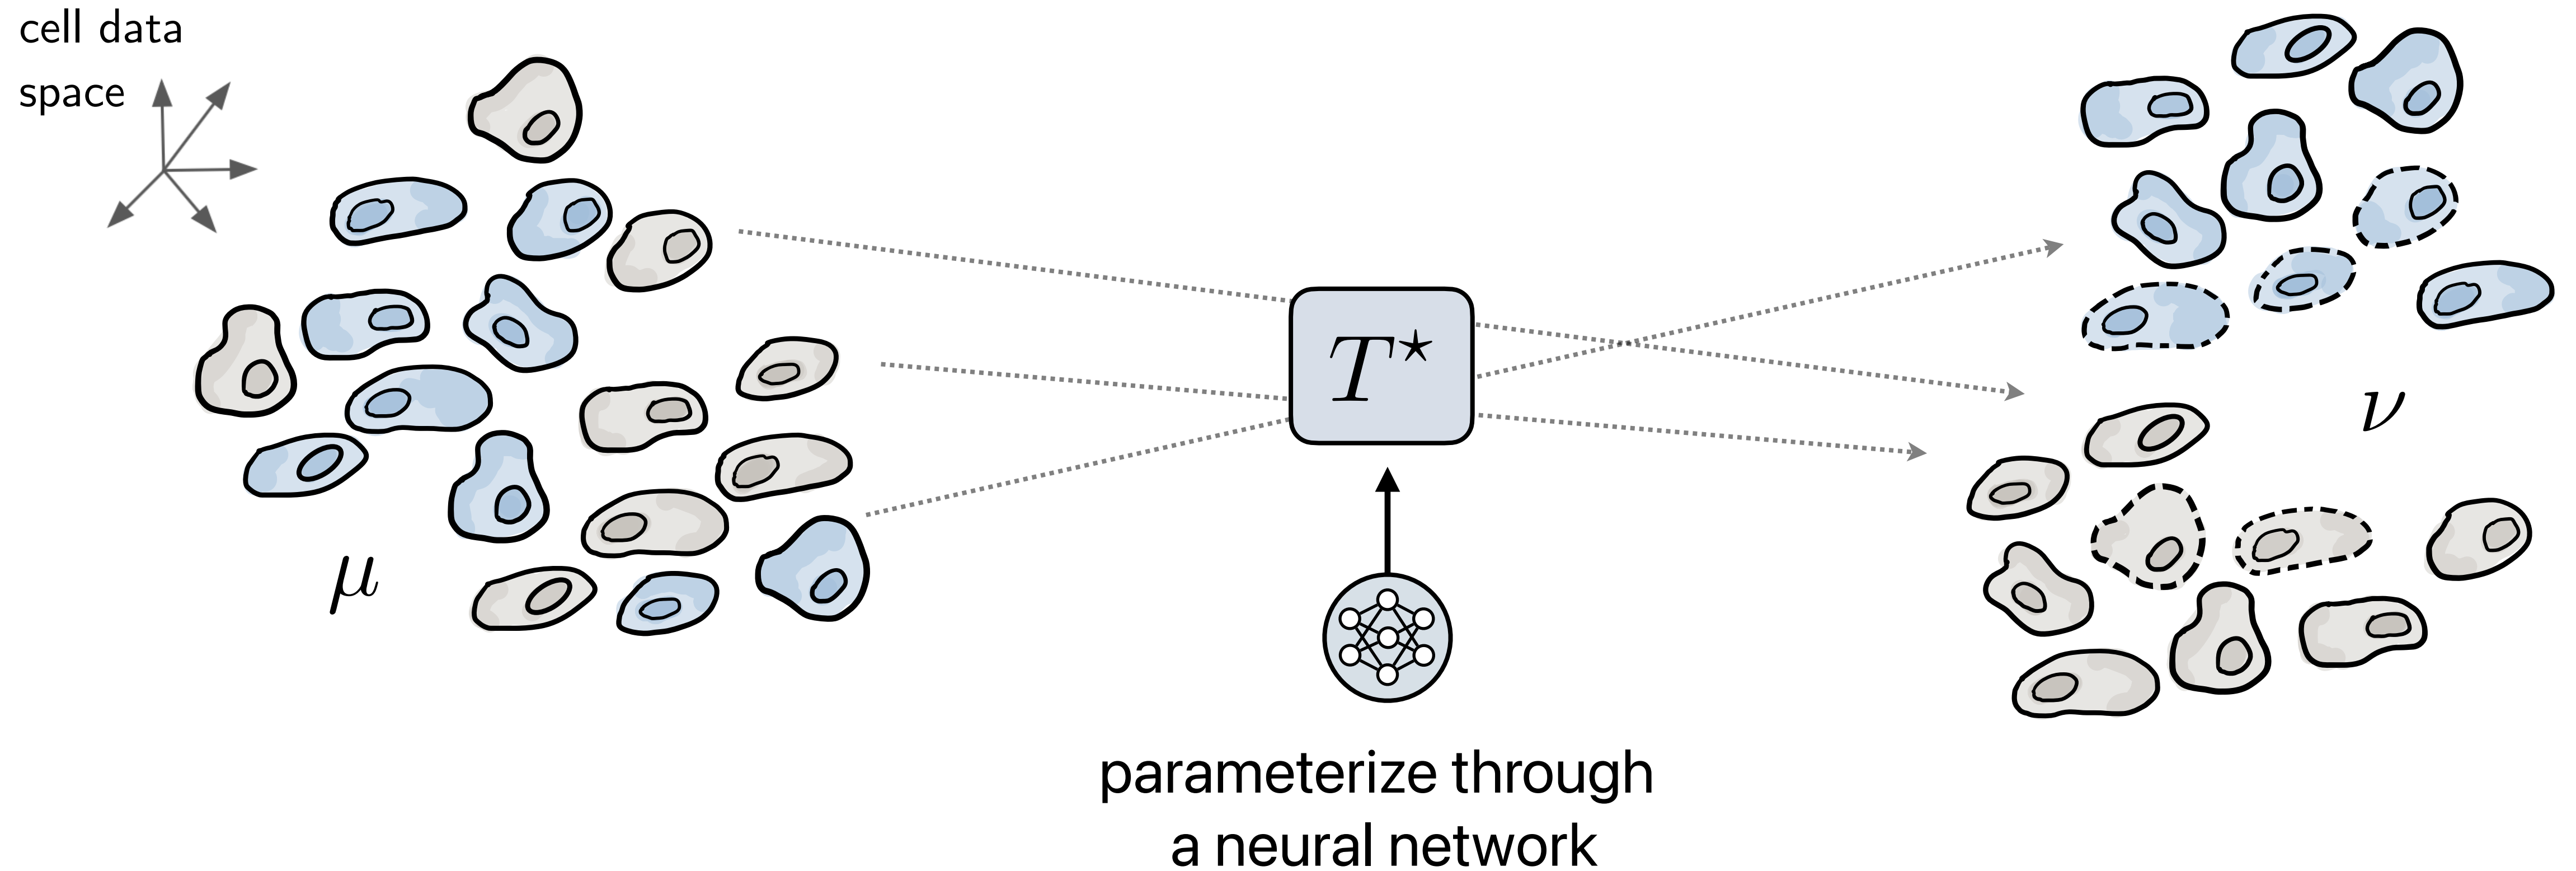 cell data
space
T⋆
ν
μ
parameterize through
a neural network